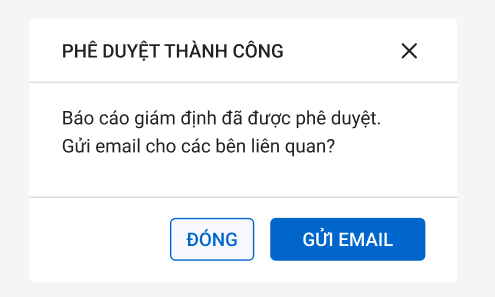 PHÊ DUYỆT THÀNH CÔNG
Báo cáo giám định đã được phê duyệt.
Gửi email cho các bên liên quan?
ĐÓNG
GỬI EMAIL